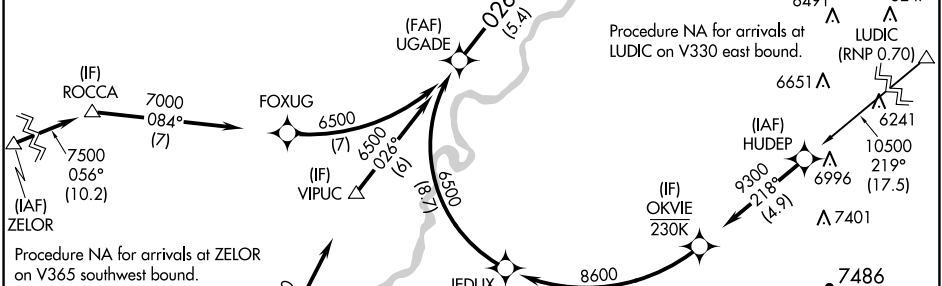 026
(5.4)
6491
(FAF)
UGADE
Procedure NA for arrivals at
LUDIC on V330 east bound.
LUDIC
(RNP 0.70)
(IF)
ROCCA
7000
084°
(7)
FOXUG
6500
(7)
6651
6241
(IAF)
HUDEP
10500
219°
(17.5)
7500
056°
(10.2)
6500
026°
(6)
(IF)
VIPUC
6500
(8.7)
(IF)
OKVIE
230K
9300
218°
(4.9)
6996
7401
(IAF)
ZELOR
Procedure NA for arrivals at ZELOR
on V365 southwest bound.
JEDUX
8600
7486